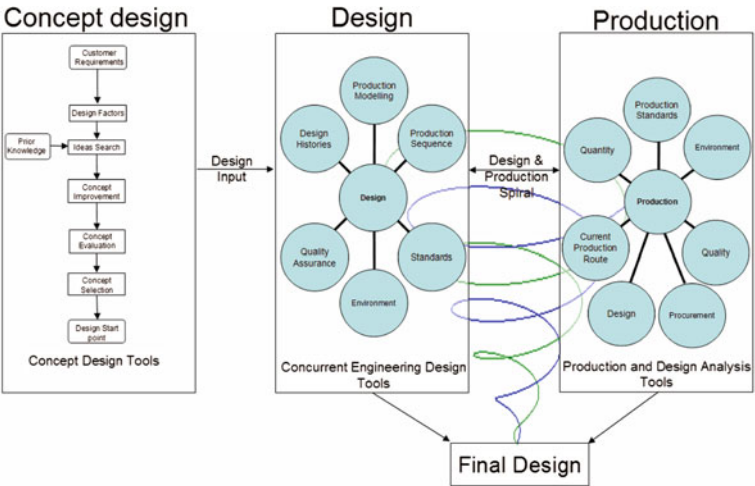 Concept design
Customer
Requirements
Design Factors
Prior
Knowledge
Ideas Search
Concept
Improvement
Concept
Evaluation
Concept
Selection
Design Start
point
Concept Design Tools
Design
Input
Design
Production
Modelling
Design
Histories
Production
Sequence
Design
Quality
Assurance
Standards
Environment
Concurrent Engineering Design
Tools
Design &
Production
Spiral
Production
Production
Standards
Quantity
Environment
Production
Current
Production
Route
Quality
Design
Procurement
Production and Design Analysis
Tools
Final Design